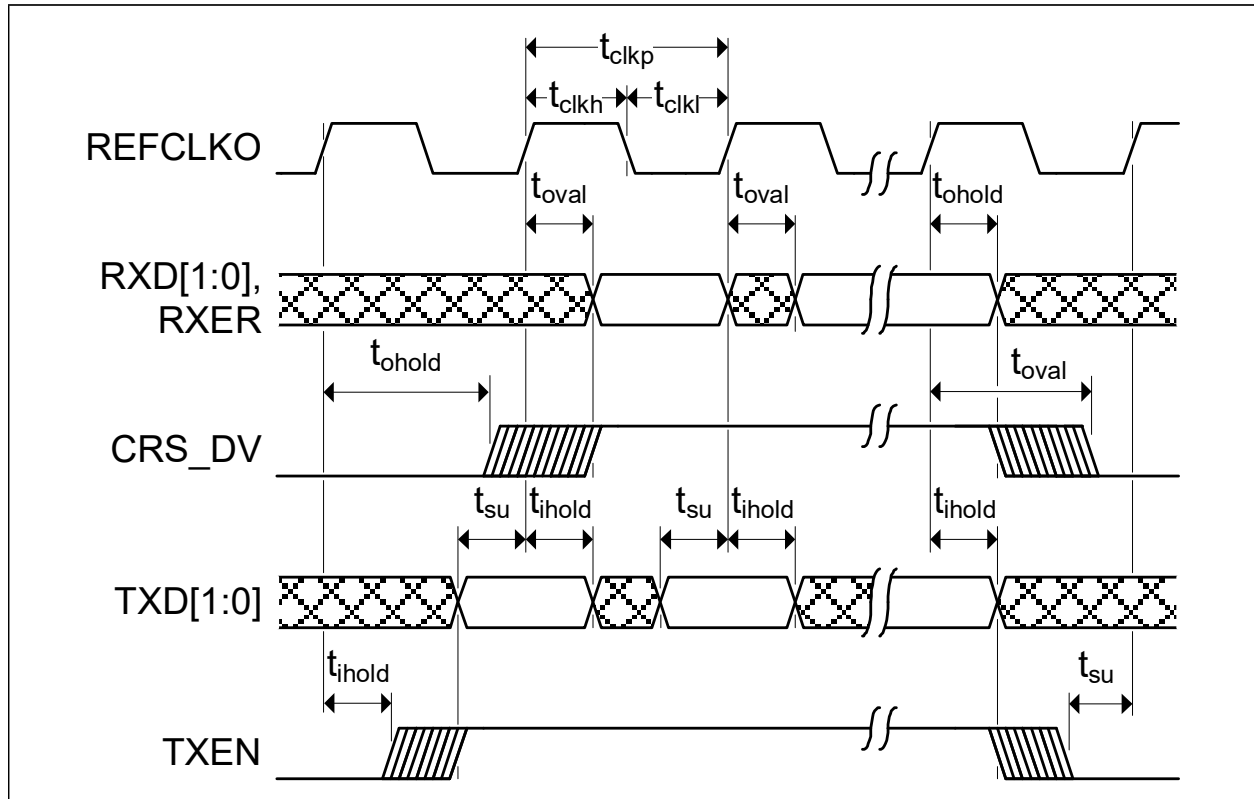 tclkp
tclkh tclkl
REFCLKO
toval toval tohold
RXD[1:0],
RXER
tohold toval
CRS_DV
tsu tihold tsu tihold tihold
TXD[1:0]
tihold tsu
TXEN